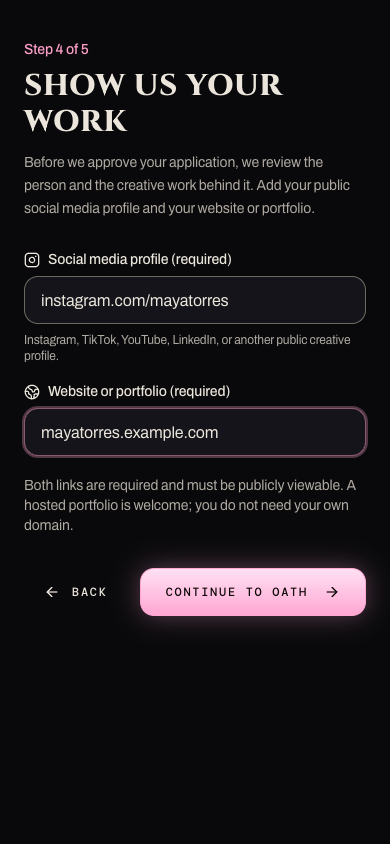 Step 4 of 5
SHOW US YOUR
WORK
Before we approve your application, we review the
person and the creative work behind it. Add your public
social media profile and your website or portfolio.
Social media profile (required)
instagram.com/mayatorres
Instagram, TikTok, YouTube, LinkedIn, or another public creative
profile.
Website or portfolio (required)
mayatorres.example.com
Both links are required and must be publicly viewable. A
hosted portfolio is welcome; you do not need your own
domain.
BACK
CONTINUE TO OATH